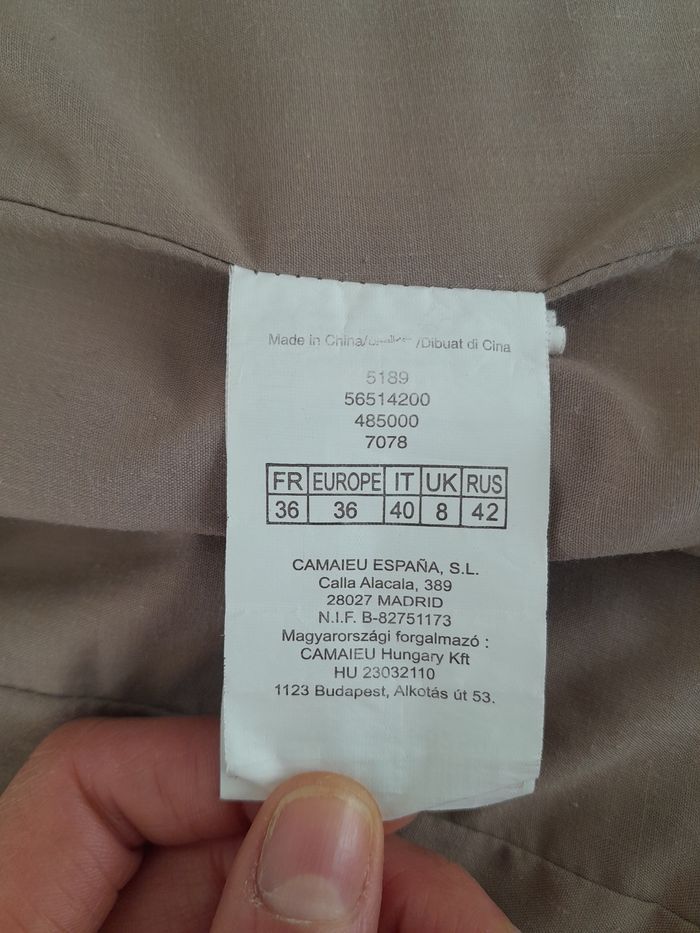 Made in China/ /Dibuat di Cina
5189
56514200
485000
7078
FR EUROPE IT UK RUS
36 36 40 8 42
CAMAIEU ESPAÑA, S.L.
Calla Alacala, 389
28027 MADRID
N.I.F. B-82751173
Magyarországi forgalmazó :
CAMAIEU Hungary Kft
HU 23032110
1123 Budapest, Alkotás út 53.